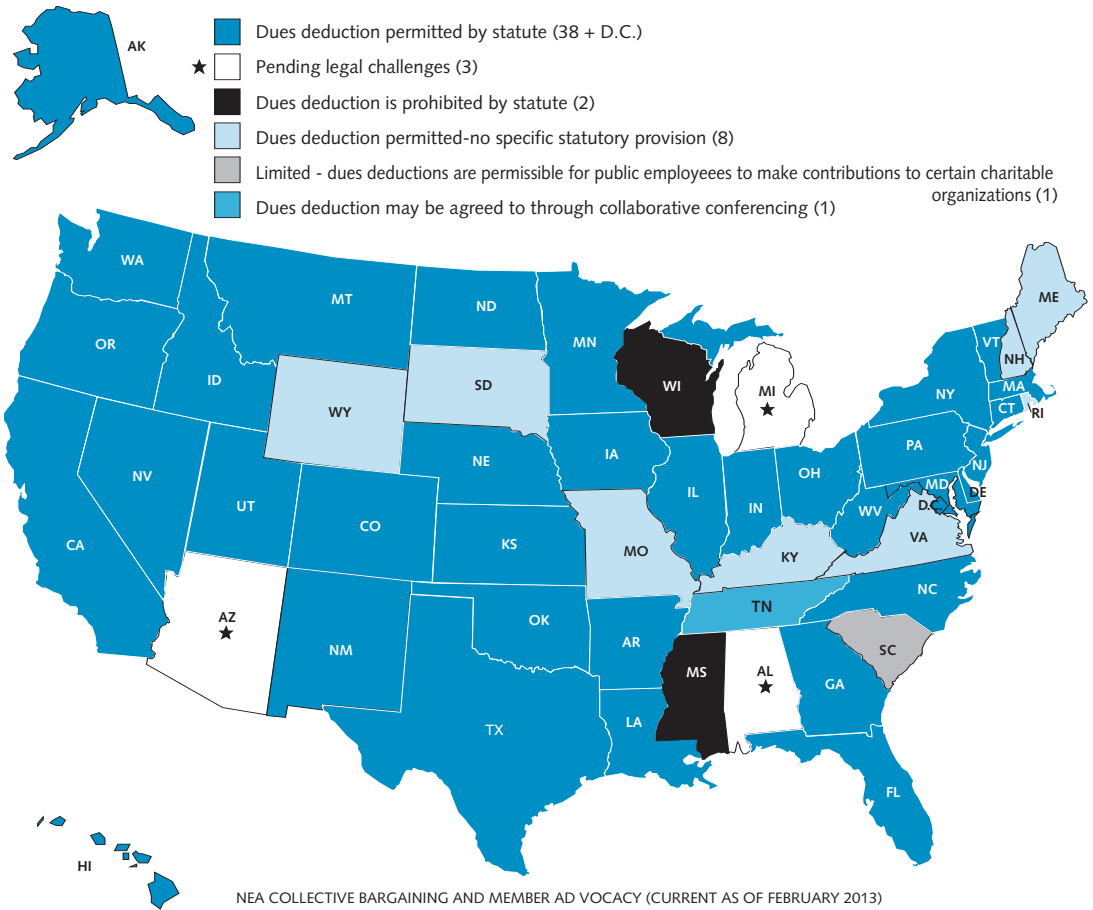 AK
Dues deduction permitted by statute (38 + D.C.)
★ Pending legal challenges (3)
Dues deduction is prohibited by statute (2)
Dues deduction permitted-no specific statutory provision (8)
Limited - dues deductions are permissible for public employeees to make contributions to certain charitable
organizations (1)
Dues deduction may be agreed to through collaborative conferencing (1)
WA
MT
ND
MN
OR
ID
SD
WY
WI
MI
★
ME
VT
NH
NY
MA
CT
RI
NV
UT
CO
NE
IA
IL
IN
OH
PA
NJ
MD
DE
D.C.
WV
VA
CA
KS
MO
KY
AZ
★
NM
OK
AR
TN
NC
SC
MS
AL
★
GA
TX
LA
FL
HI
NEA COLLECTIVE BARGAINING AND MEMBER AD VOCACY (CURRENT AS OF FEBRUARY 2013)